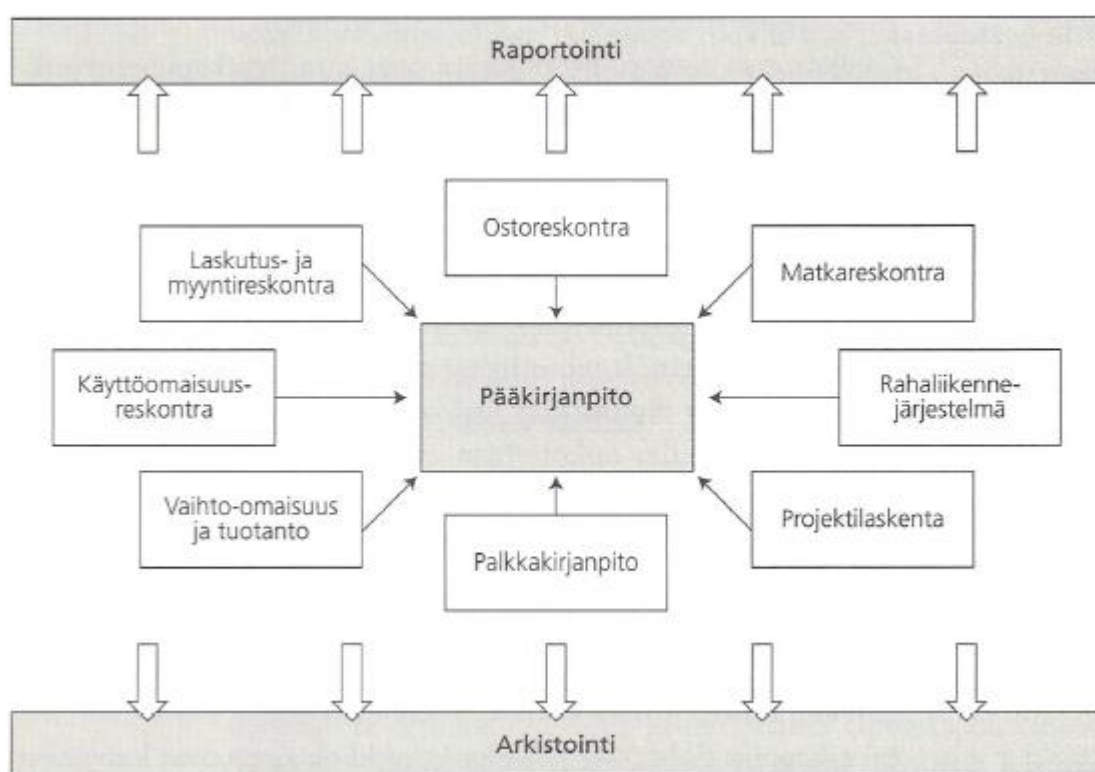 Raportointi
Ostoreskontra
Laskutus- ja
myyntireskontra
Matkareskontra
Käyttöomaisuus-
reskontra
Pääkirjanpito
Rahaliikenne-
järjestelmä
Vaihto-omaisuus
ja tuotanto
Projektilaskenta
Palkkakirjanpito
Arkistointi